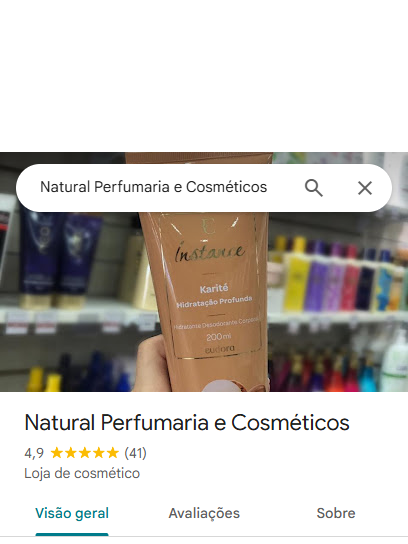 Natural Perfumaria e Cosméticos
E
instance
Karité
Hidratação Profunda
Hidratante Desodorante Corporal
200 ml
eudora
Natural Perfumaria e Cosméticos
4,9 ★★★★★ (41)
Loja de cosmético
Visão geral Avaliações Sobre